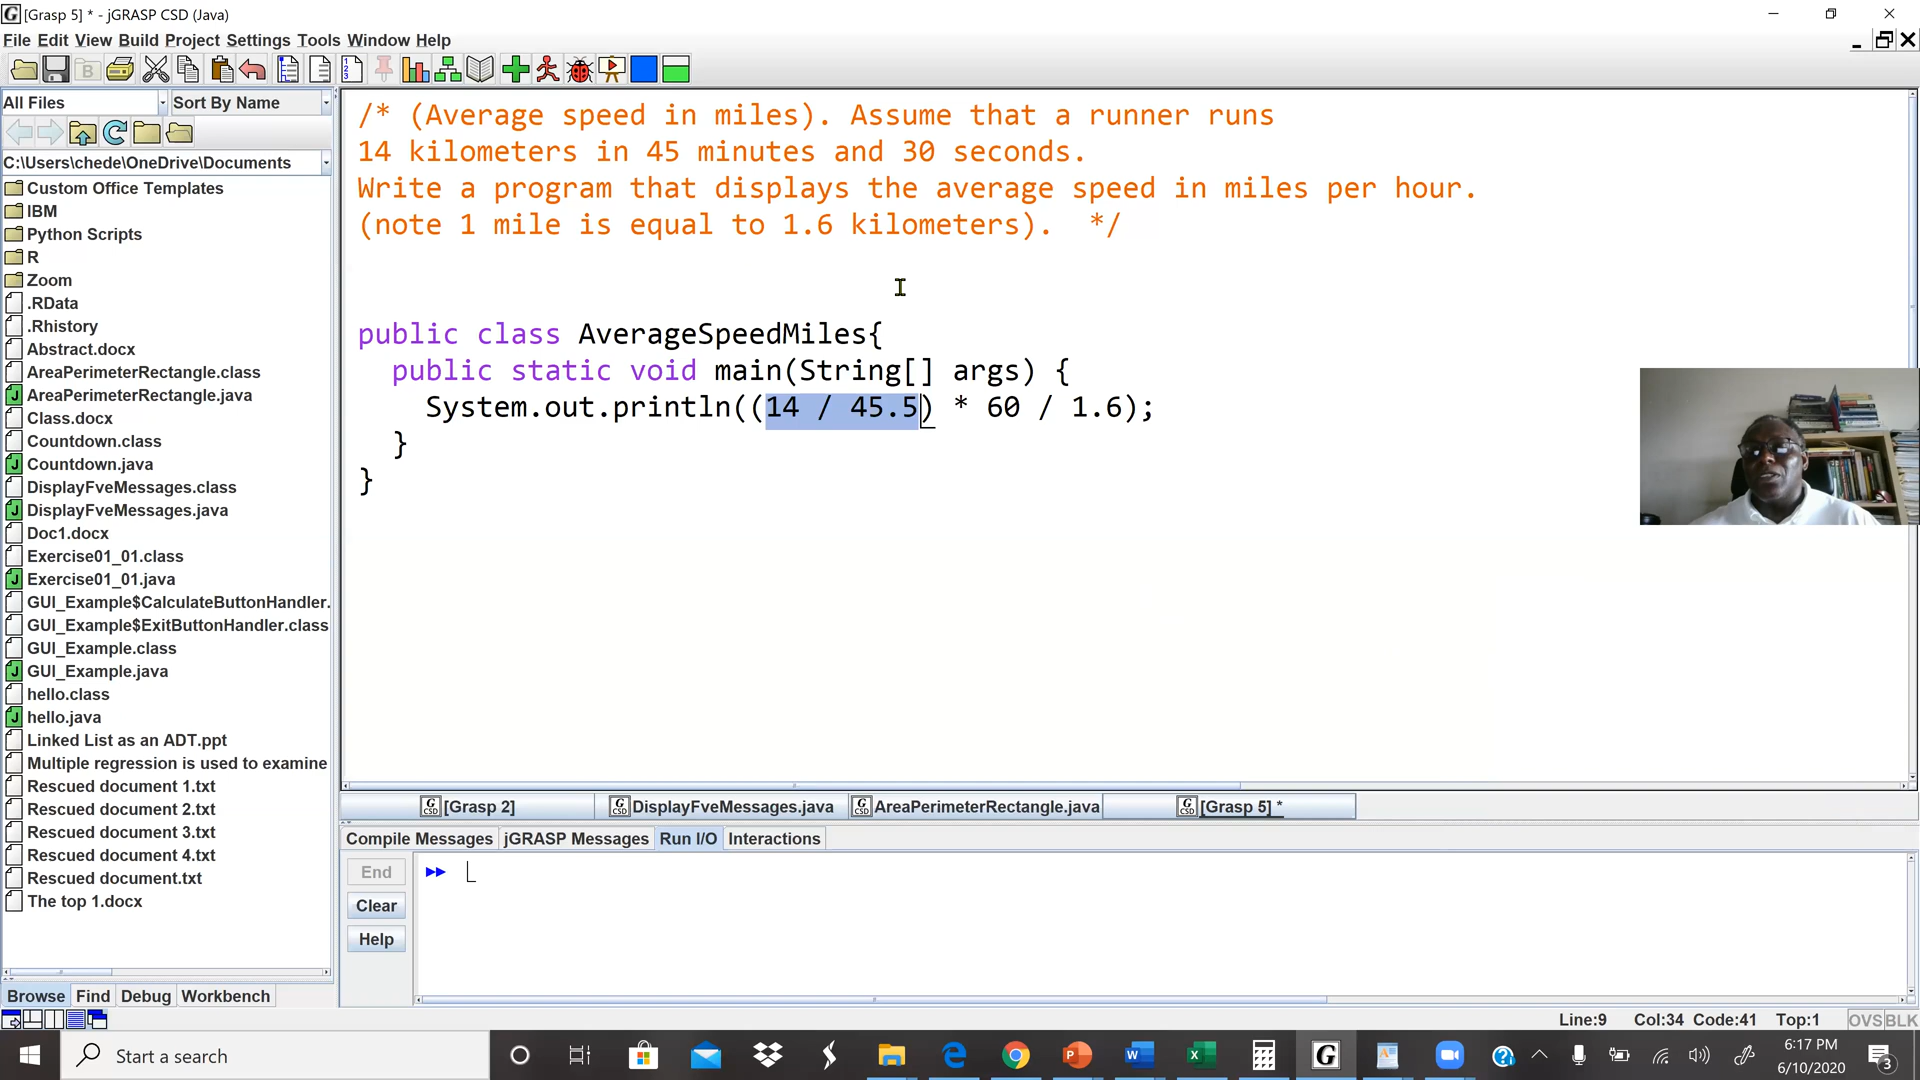 [Grasp 5] * - jGRASP CSD (Java)
File Edit View Build Project Settings Tools Window Help
All Files
Sort By Name
C:\Users\chede\OneDrive\Documents
Custom Office Templates
IBM
Python Scripts
R
Zoom
.RData
.Rhistory
Abstract.docx
AreaPerimeterRectangle.class
AreaPerimeterRectangle.java
Class.docx
Countdown.class
Countdown.java
DisplayFveMessages.class
DisplayFveMessages.java
Doc1.docx
Exercise01_01.class
Exercise01_01.java
GUI_Example$CalculateButtonHandler.
GUI_Example$ExitButtonHandler.class
GUI_Example.class
GUI_Example.java
hello.class
hello.java
Linked List as an ADT.ppt
Multiple regression is used to examine
Rescued document 1.txt
Rescued document 2.txt
Rescued document 3.txt
Rescued document 4.txt
Rescued document.txt
The top 1.docx
Browse Find Debug Workbench
/* (Average speed in miles). Assume that a runner runs
14 kilometers in 45 minutes and 30 seconds.
Write a program that displays the average speed in miles per hour.
(note 1 mile is equal to 1.6 kilometers). */
public class AverageSpeedMiles{
public static void main(String[] args) {
System.out.println((14 / 45.5) * 60 / 1.6);
}
}
[Grasp 2] DisplayFveMessages.java AreaPerimeterRectangle.java [Grasp 5] *
Compile Messages jGRASP Messages Run I/O Interactions
End
Clear
Help
Line:9 Col:34 Code:41 Top:1 OVS BLK
Start a search
6:17 PM
6/10/2020
3